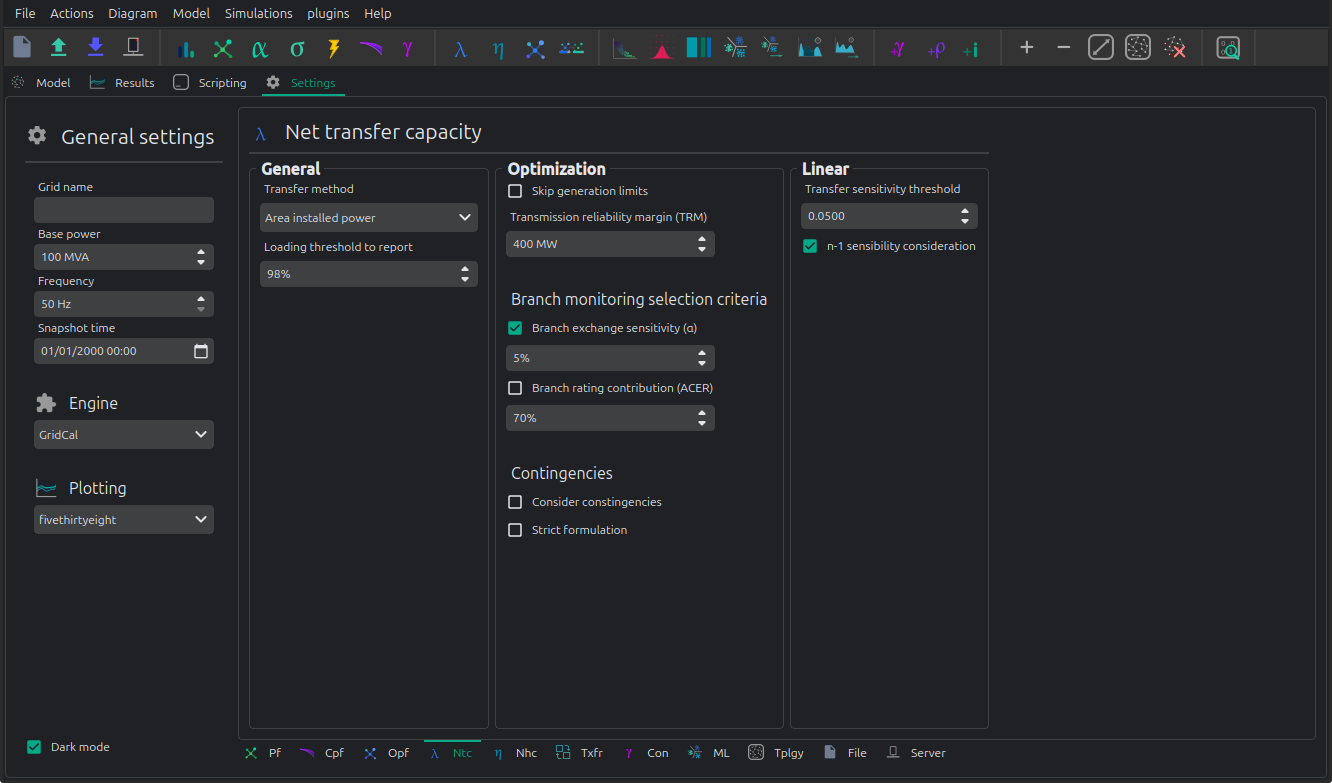 File Actions Diagram Model Simulations plugins Help
α σ γ λ η γ ρ i
Model Results Scripting Settings
General settings
Grid name
Base power
100 MVA
Frequency
50 Hz
Snapshot time
01/01/2000 00:00
Engine
GridCal
Plotting
fivethirtyeight
Dark mode
λ Net transfer capacity
General
Transfer method
Area installed power
Loading threshold to report
98%
Optimization
Skip generation limits
Transmission reliability margin (TRM)
400 MW
Branch monitoring selection criteria
Branch exchange sensitivity (α)
5%
Branch rating contribution (ACER)
70%
Contingencies
Consider constingencies
Strict formulation
Linear
Transfer sensitivity threshold
0.0500
n-1 sensibility consideration
Pf Cpf Opf λ Ntc η Nhc Txfr γ Con ML Tplgy File Server